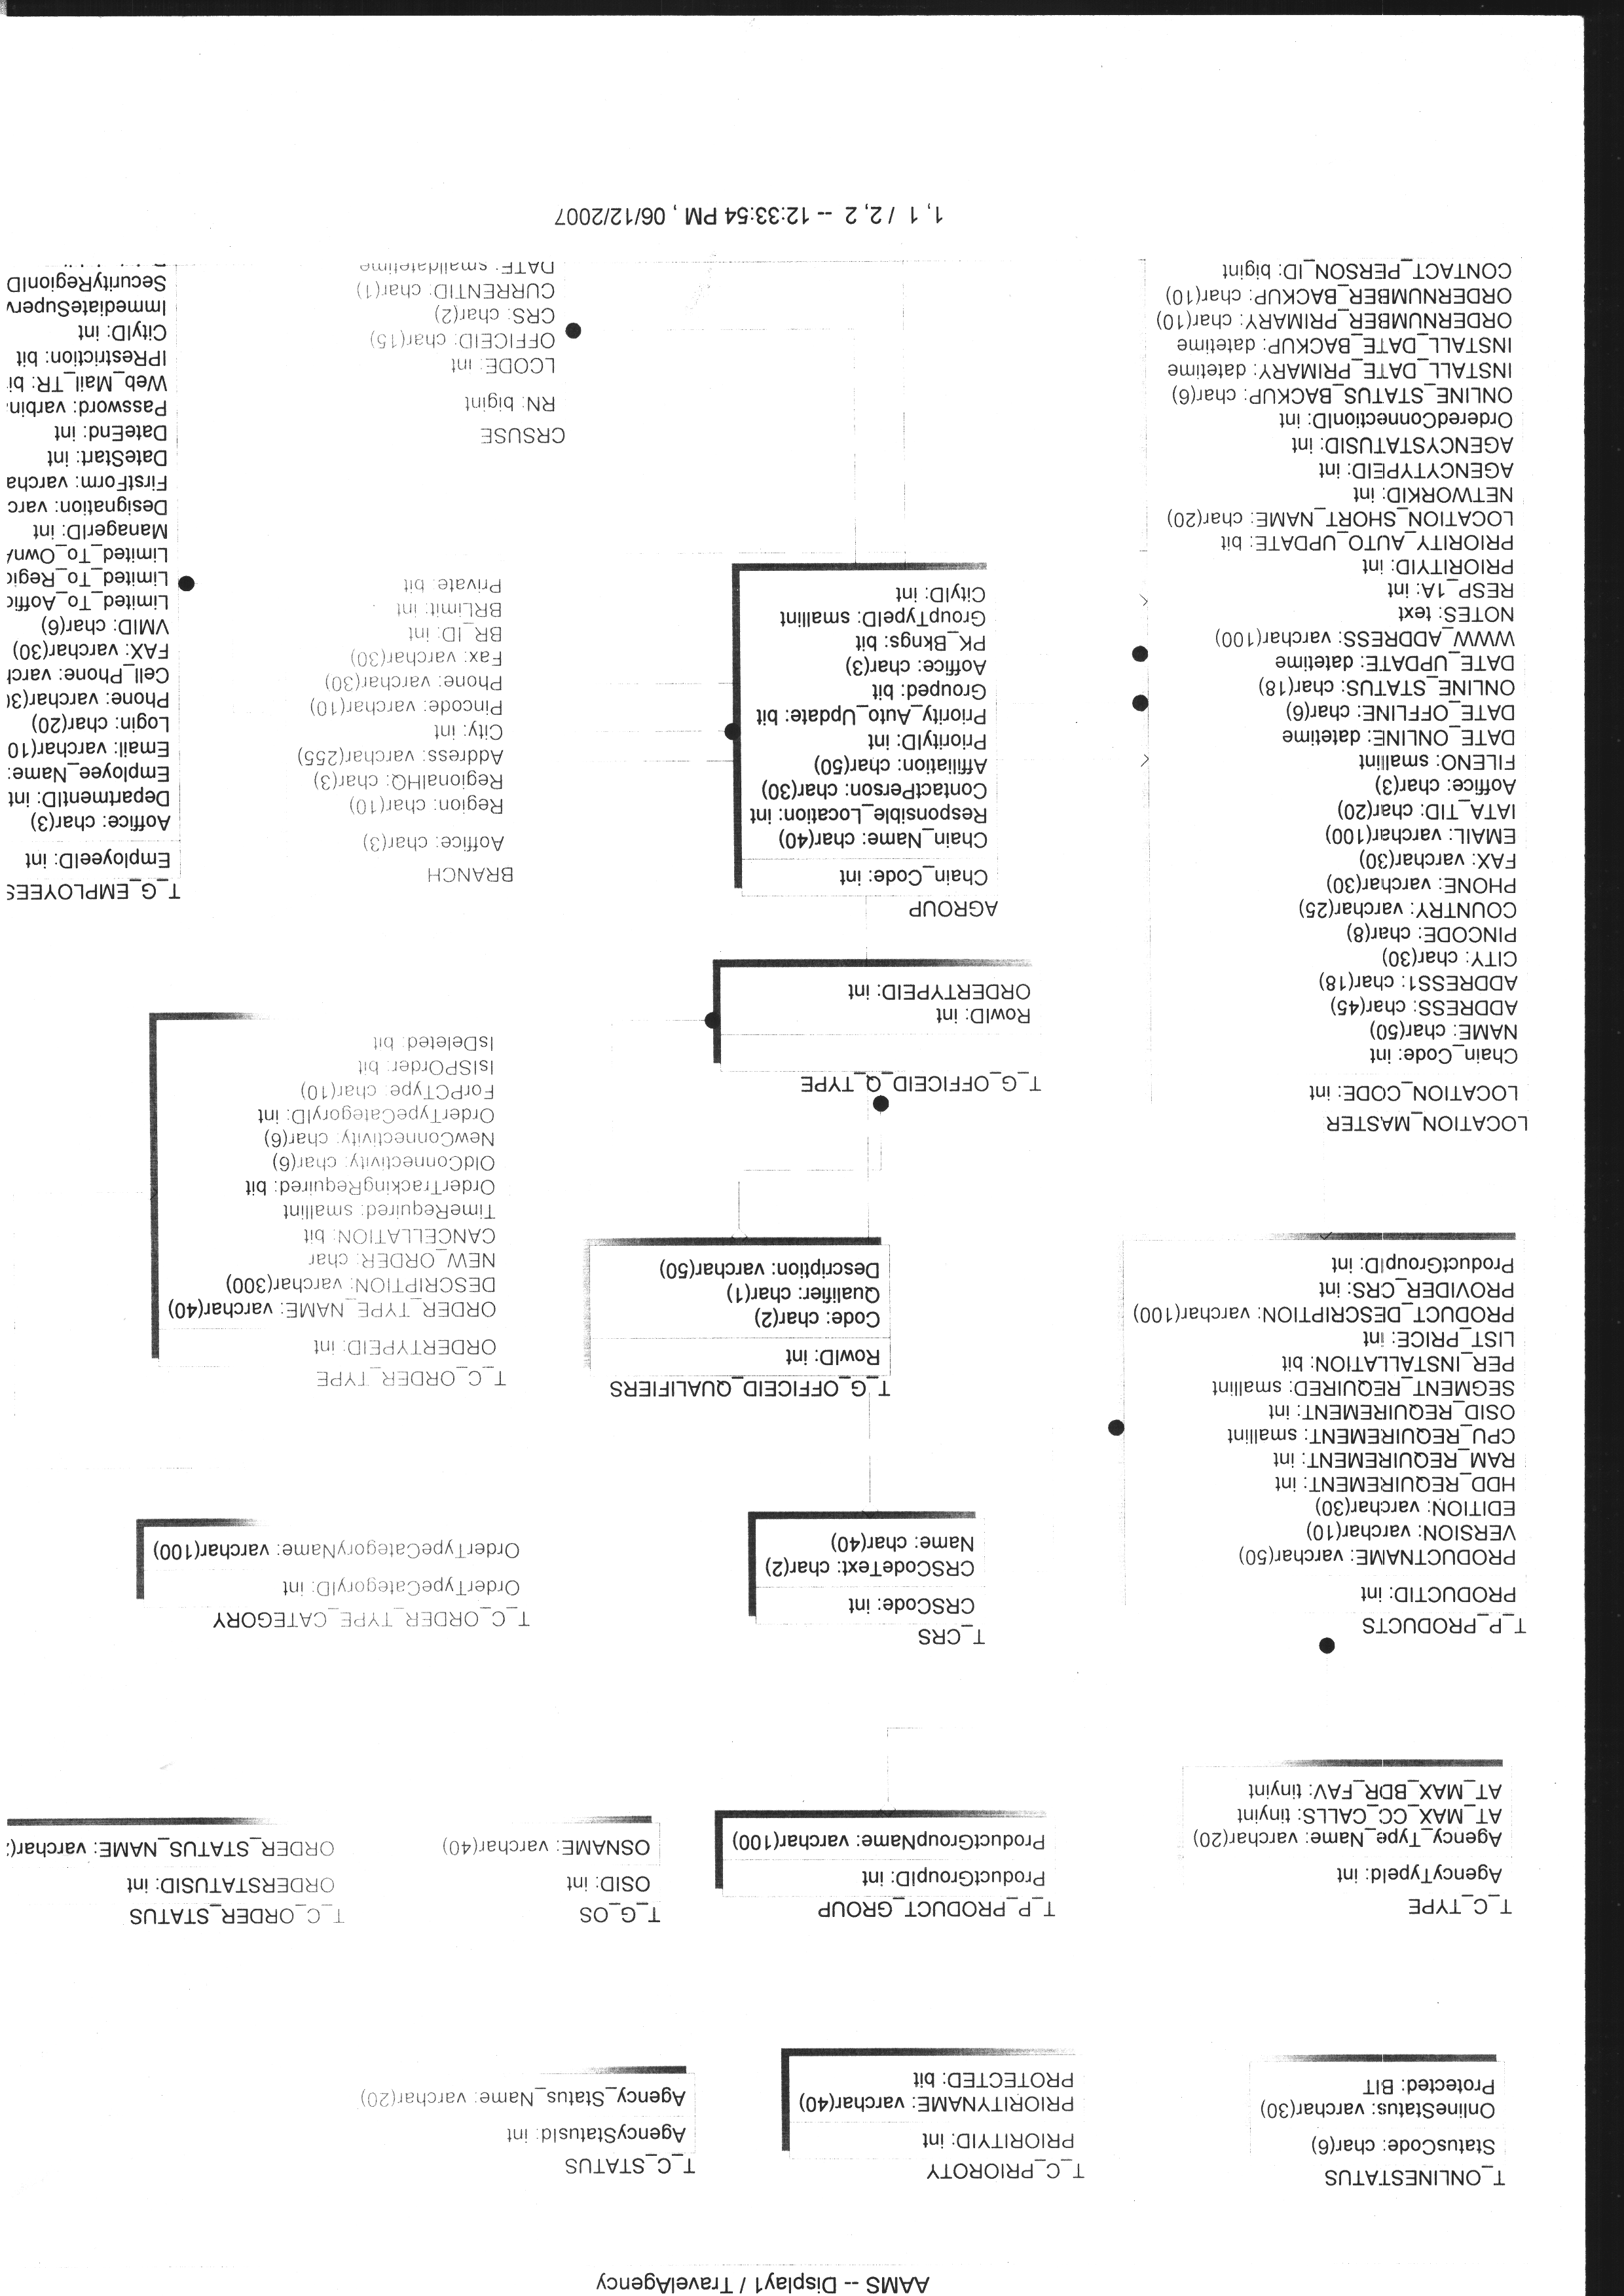 AAMS -- Display1 / TravelAgency
T_ONLINESTATUS
StatusCode: char(6)
OnlineStatus: varchar(30)
Protected: BIT
T_C_PRIOROTY
PRIORITYID: int
PRIORITYNAME: varchar(40)
PROTECTED: bit
T_C_STATUS
AgencyStatusId: int
Agency_Status_Name: varchar(20)
T_C_TYPE
AgencyTypeId: int
Agency_Type_Name: varchar(20)
AT_MAX_CC_CALLS: tinyint
AT_MAX_BDR_FAV: tinyint
T_P_PRODUCT_GROUP
ProductGroupID: int
ProductGroupName: varchar(100)
T_G_OS
OSID: int
OSNAME: varchar(40)
T_C_ORDER_STATUS
ORDERSTATUSID: int
ORDER_STATUS_NAME: varchar(
T_P_PRODUCTS
PRODUCTID: int
PRODUCTNAME: varchar(50)
VERSION: varchar(10)
EDITION: varchar(30)
HDD_REQUIREMENT: int
RAM_REQUIREMENT: int
CPU_REQUIREMENT: smallint
OSID_REQUIREMENT: int
SEGMENT_REQUIRED: smallint
PER_INSTALLATION: bit
LIST_PRICE: int
PRODUCT_DESCRIPTION: varchar(100)
PROVIDER_CRS: int
ProductGroupID: int
T_CRS
CRSCode: int
CRSCodeText: char(2)
Name: char(40)
T_C_ORDER_TYPE_CATEGORY
OrderTypeCategoryID: int
OrderTypeCategoryName: varchar(100)
T_G_OFFICEID_QUALIFIERS
RowID: int
Code: char(2)
Qualifier: char(1)
Description: varchar(50)
T_C_ORDER_TYPE
ORDERTYPEID: int
ORDER_TYPE_NAME: varchar(40)
DESCRIPTION: varchar(300)
NEW_ORDER: char
CANCELLATION: bit
TimeRequired: smallint
OrderTrackingRequired: bit
OldConnectivity: char(6)
NewConnectivity: char(6)
OrderTypeCategoryID: int
ForPCType: char(10)
IsISPOrder: bit
IsDeleted: bit
LOCATION_MASTER
LOCATION_CODE: int
Chain_Code: int
NAME: char(50)
ADDRESS: char(45)
ADDRESS1: char(18)
CITY: char(30)
PINCODE: char(8)
COUNTRY: varchar(25)
PHONE: varchar(30)
FAX: varchar(30)
EMAIL: varchar(100)
IATA_TID: char(20)
Aoffice: char(3)
FILENO: smallint
DATE_ONLINE: datetime
DATE_OFFLINE: char(6)
ONLINE_STATUS: char(18)
DATE_UPDATE: datetime
WWW_ADDRESS: varchar(100)
NOTES: text
RESP_1A: int
PRIORITYID: int
PRIORITY_AUTO_UPDATE: bit
LOCATION_SHORT_NAME: char(20)
NETWORKID: int
AGENCYTYPEID: int
AGENCYSTATUSID: int
OrderedConnectionID: int
ONLINE_STATUS_BACKUP: char(6)
INSTALL_DATE_PRIMARY: datetime
INSTALL_DATE_BACKUP: datetime
ORDERNUMBER_PRIMARY: char(10)
ORDERNUMBER_BACKUP: char(10)
CONTACT_PERSON_ID: bigint
T_G_OFFICEID_Q_TYPE
RowID: int
ORDERTYPEID: int
AGROUP
Chain_Code: int
Chain_Name: char(40)
Responsible_Location: int
ContactPerson: char(30)
Affiliation: char(50)
PriorityID: int
Priority_Auto_Update: bit
Grouped: bit
Aoffice: char(3)
PK_Bkngs: bit
GroupTypeID: smallint
CityID: int
BRANCH
Aoffice: char(3)
Region: char(10)
RegionalHQ: char(3)
Address: varchar(255)
City: int
Pincode: varchar(10)
Phone: varchar(30)
Fax: varchar(30)
BR_ID: int
BRLimit: int
Private: bit
T_G_EMPLOYEES
EmployeeID: int
Aoffice: char(3)
DepartmentID: int
Employee_Name:
Email: varchar(10
Login: char(20)
Phone: varchar(3(
Cell_Phone: varch
FAX: varchar(30)
VMID: char(6)
Limited_To_Aoffic
Limited_To_Regio
Limited_To_Own
ManagerID: int
Designation: varc
FirstForm: varcha
DateStart: int
DateEnd: int
Password: varbin
Web_Mail_TR: bi
IPRestriction: bit
CityID: int
ImmediateSuperv
SecurityRegionID
CRSUSE
RN: bigint
LCODE: int
OFFICEID: char(15)
CRS: char(2)
CURRENTID: char(1)
DATE: smalldatetime
1, 1 / 2, 2 -- 12:33:54 PM , 06/12/2007